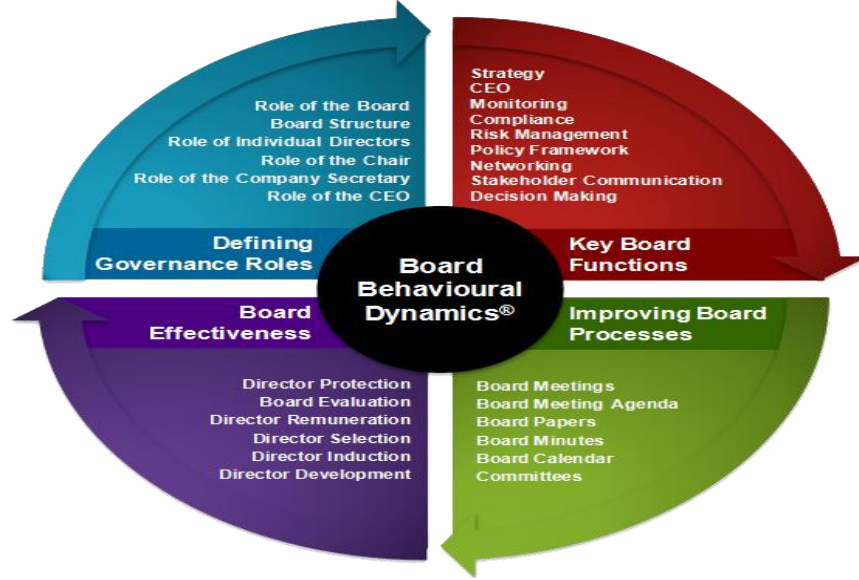 Role of the Board
Board Structure
Role of Individual Directors
Role of the Chair
Role of the Company Secretary
Role of the CEO
Defining
Governance Roles
Strategy
CEO
Monitoring
Compliance
Risk Management
Policy Framework
Networking
Stakeholder Communication
Decision Making
Key Board
Functions
Board
Behavioural
Dynamics®
Board
Effectiveness
Director Protection
Board Evaluation
Director Remuneration
Director Selection
Director Induction
Director Development
Improving Board
Processes
Board Meetings
Board Meeting Agenda
Board Papers
Board Minutes
Board Calendar
Committees